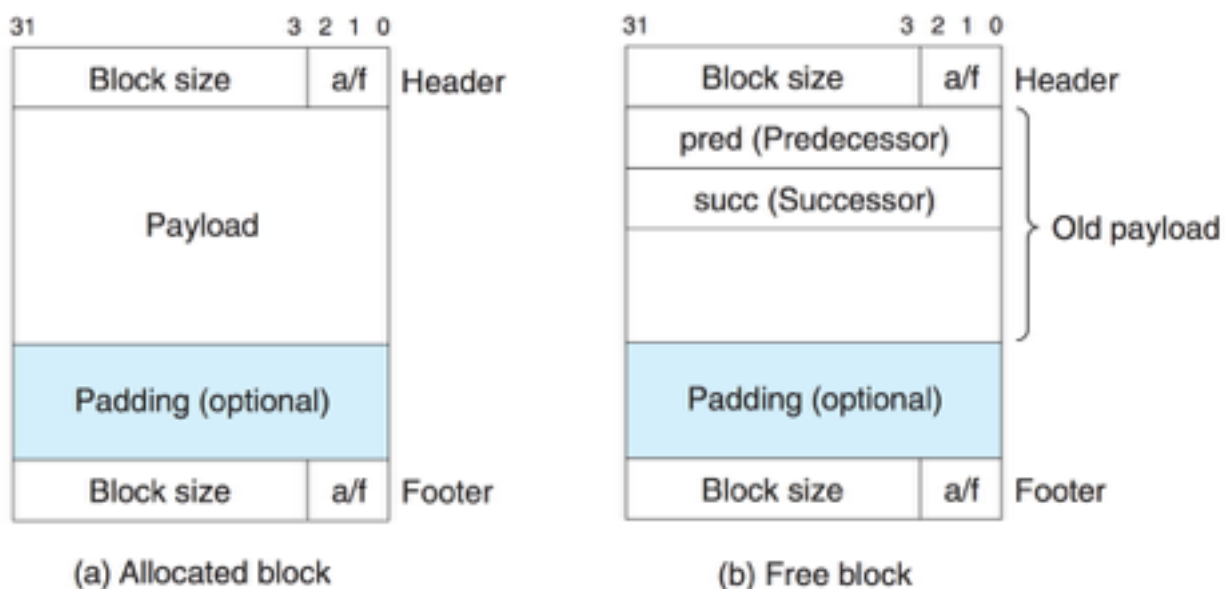 31 3 2 1 0
Block size a/f Header
Payload
Padding (optional)
Block size a/f Footer
(a) Allocated block
31 3 2 1 0
Block size a/f Header
pred (Predecessor)
succ (Successor)
Old payload
Padding (optional)
Block size a/f Footer
(b) Free block